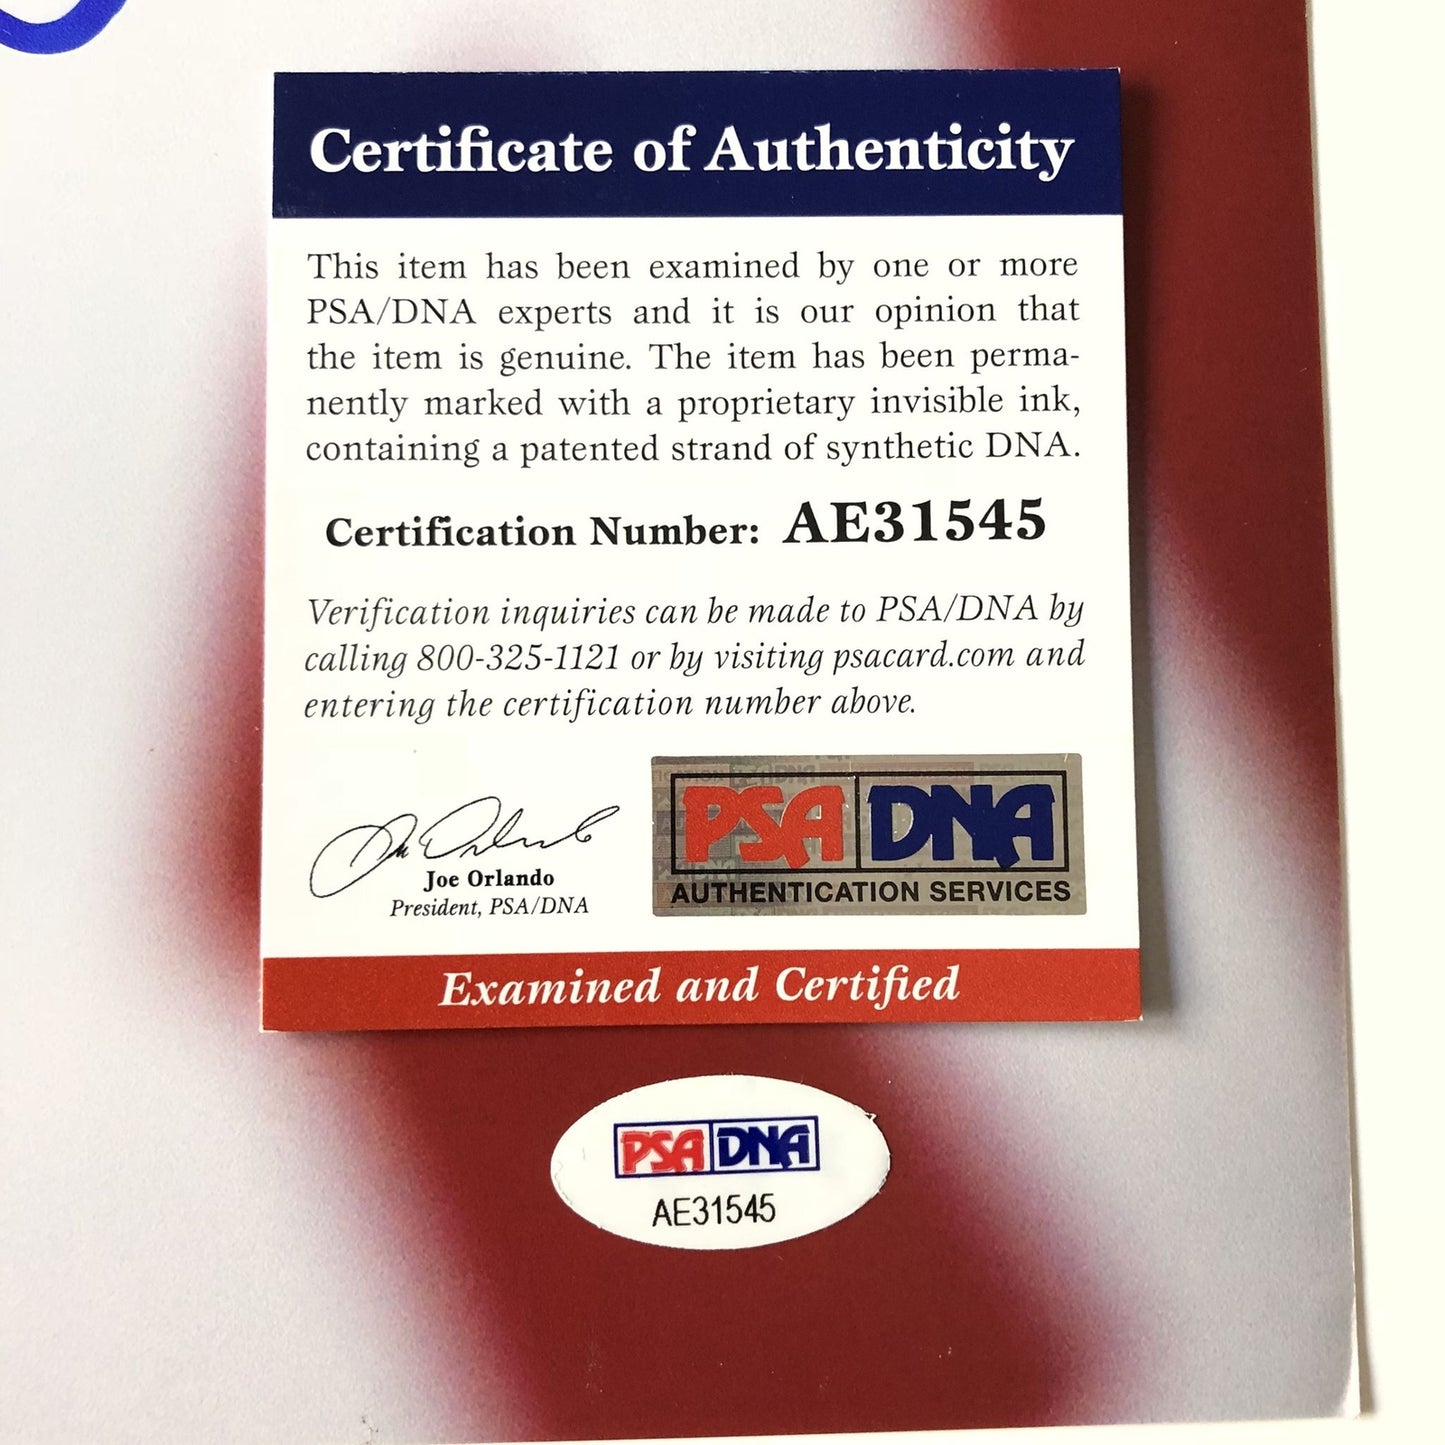 Certificate of Authenticity
This item has been examined by one or more
PSA/DNA experts and it is our opinion that
the item is genuine. The item has been perma-
nently marked with a proprietary invisible ink,
containing a patented strand of synthetic DNA.
Certification Number: AE31545
Verification inquiries can be made to PSA/DNA by
calling 800-325-1121 or by visiting psacard.com and
entering the certification number above.
Joe Orlando
President, PSA/DNA
PSA DNA
AUTHENTICATION SERVICES
Examined and Certified
PSA DNA
AE31545